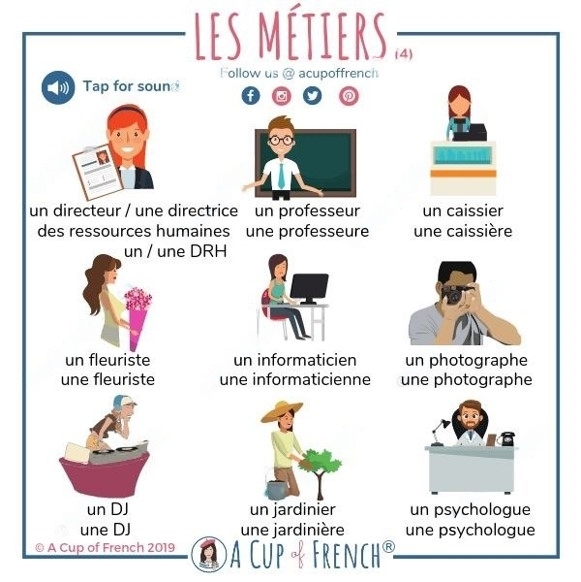 LES MÉTIERS (4)
Follow us @ acupoffrench
Tap for sound
un directeur / une directrice
des ressources humaines
un / une DRH
un professeur
une professeure
un caissier
une caissière
un fleuriste
une fleuriste
un informaticien
une informaticienne
un photographe
une photographe
un DJ
une DJ
un jardinier
une jardinière
un psychologue
une psychologue
© A Cup of French 2019
A CUP of FRENCH®